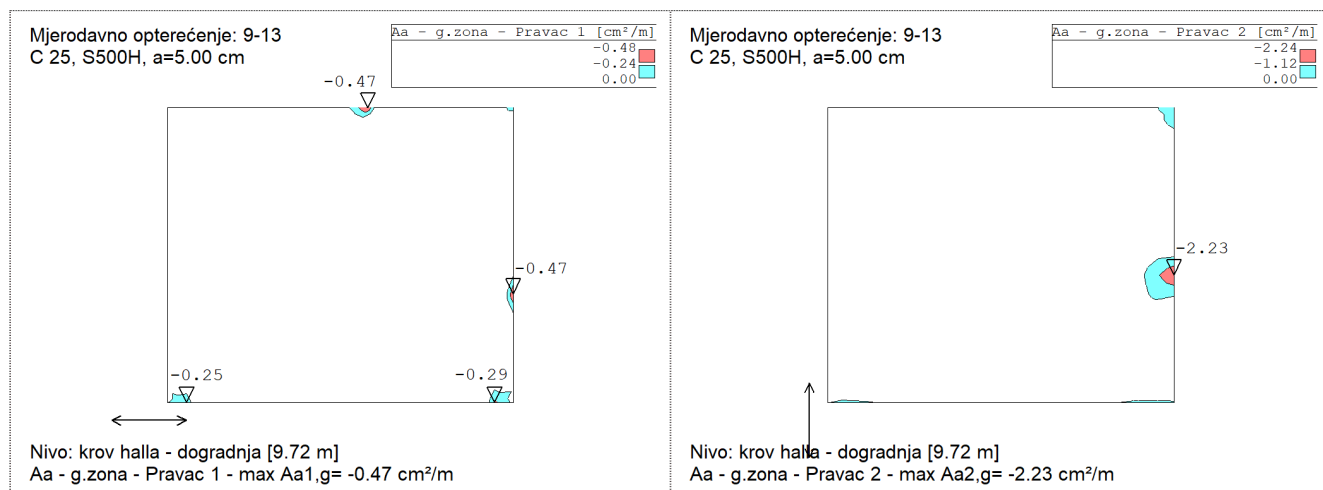 Mjerodavno opterećenje: 9-13
C 25, S500H, a=5.00 cm
Aa - g.zona - Pravac 1 [cm²/m]
-0.48
-0.24
0.00
-0.47
-0.47
-0.25
-0.29
Nivo: krov halla - dogradnja [9.72 m]
Aa - g.zona - Pravac 1 - max Aa1,g= -0.47 cm²/m
Mjerodavno opterećenje: 9-13
C 25, S500H, a=5.00 cm
Aa - g.zona - Pravac 2 [cm²/m]
-2.24
-1.12
0.00
-2.23
Nivo: krov halla - dogradnja [9.72 m]
Aa - g.zona - Pravac 2 - max Aa2,g= -2.23 cm²/m